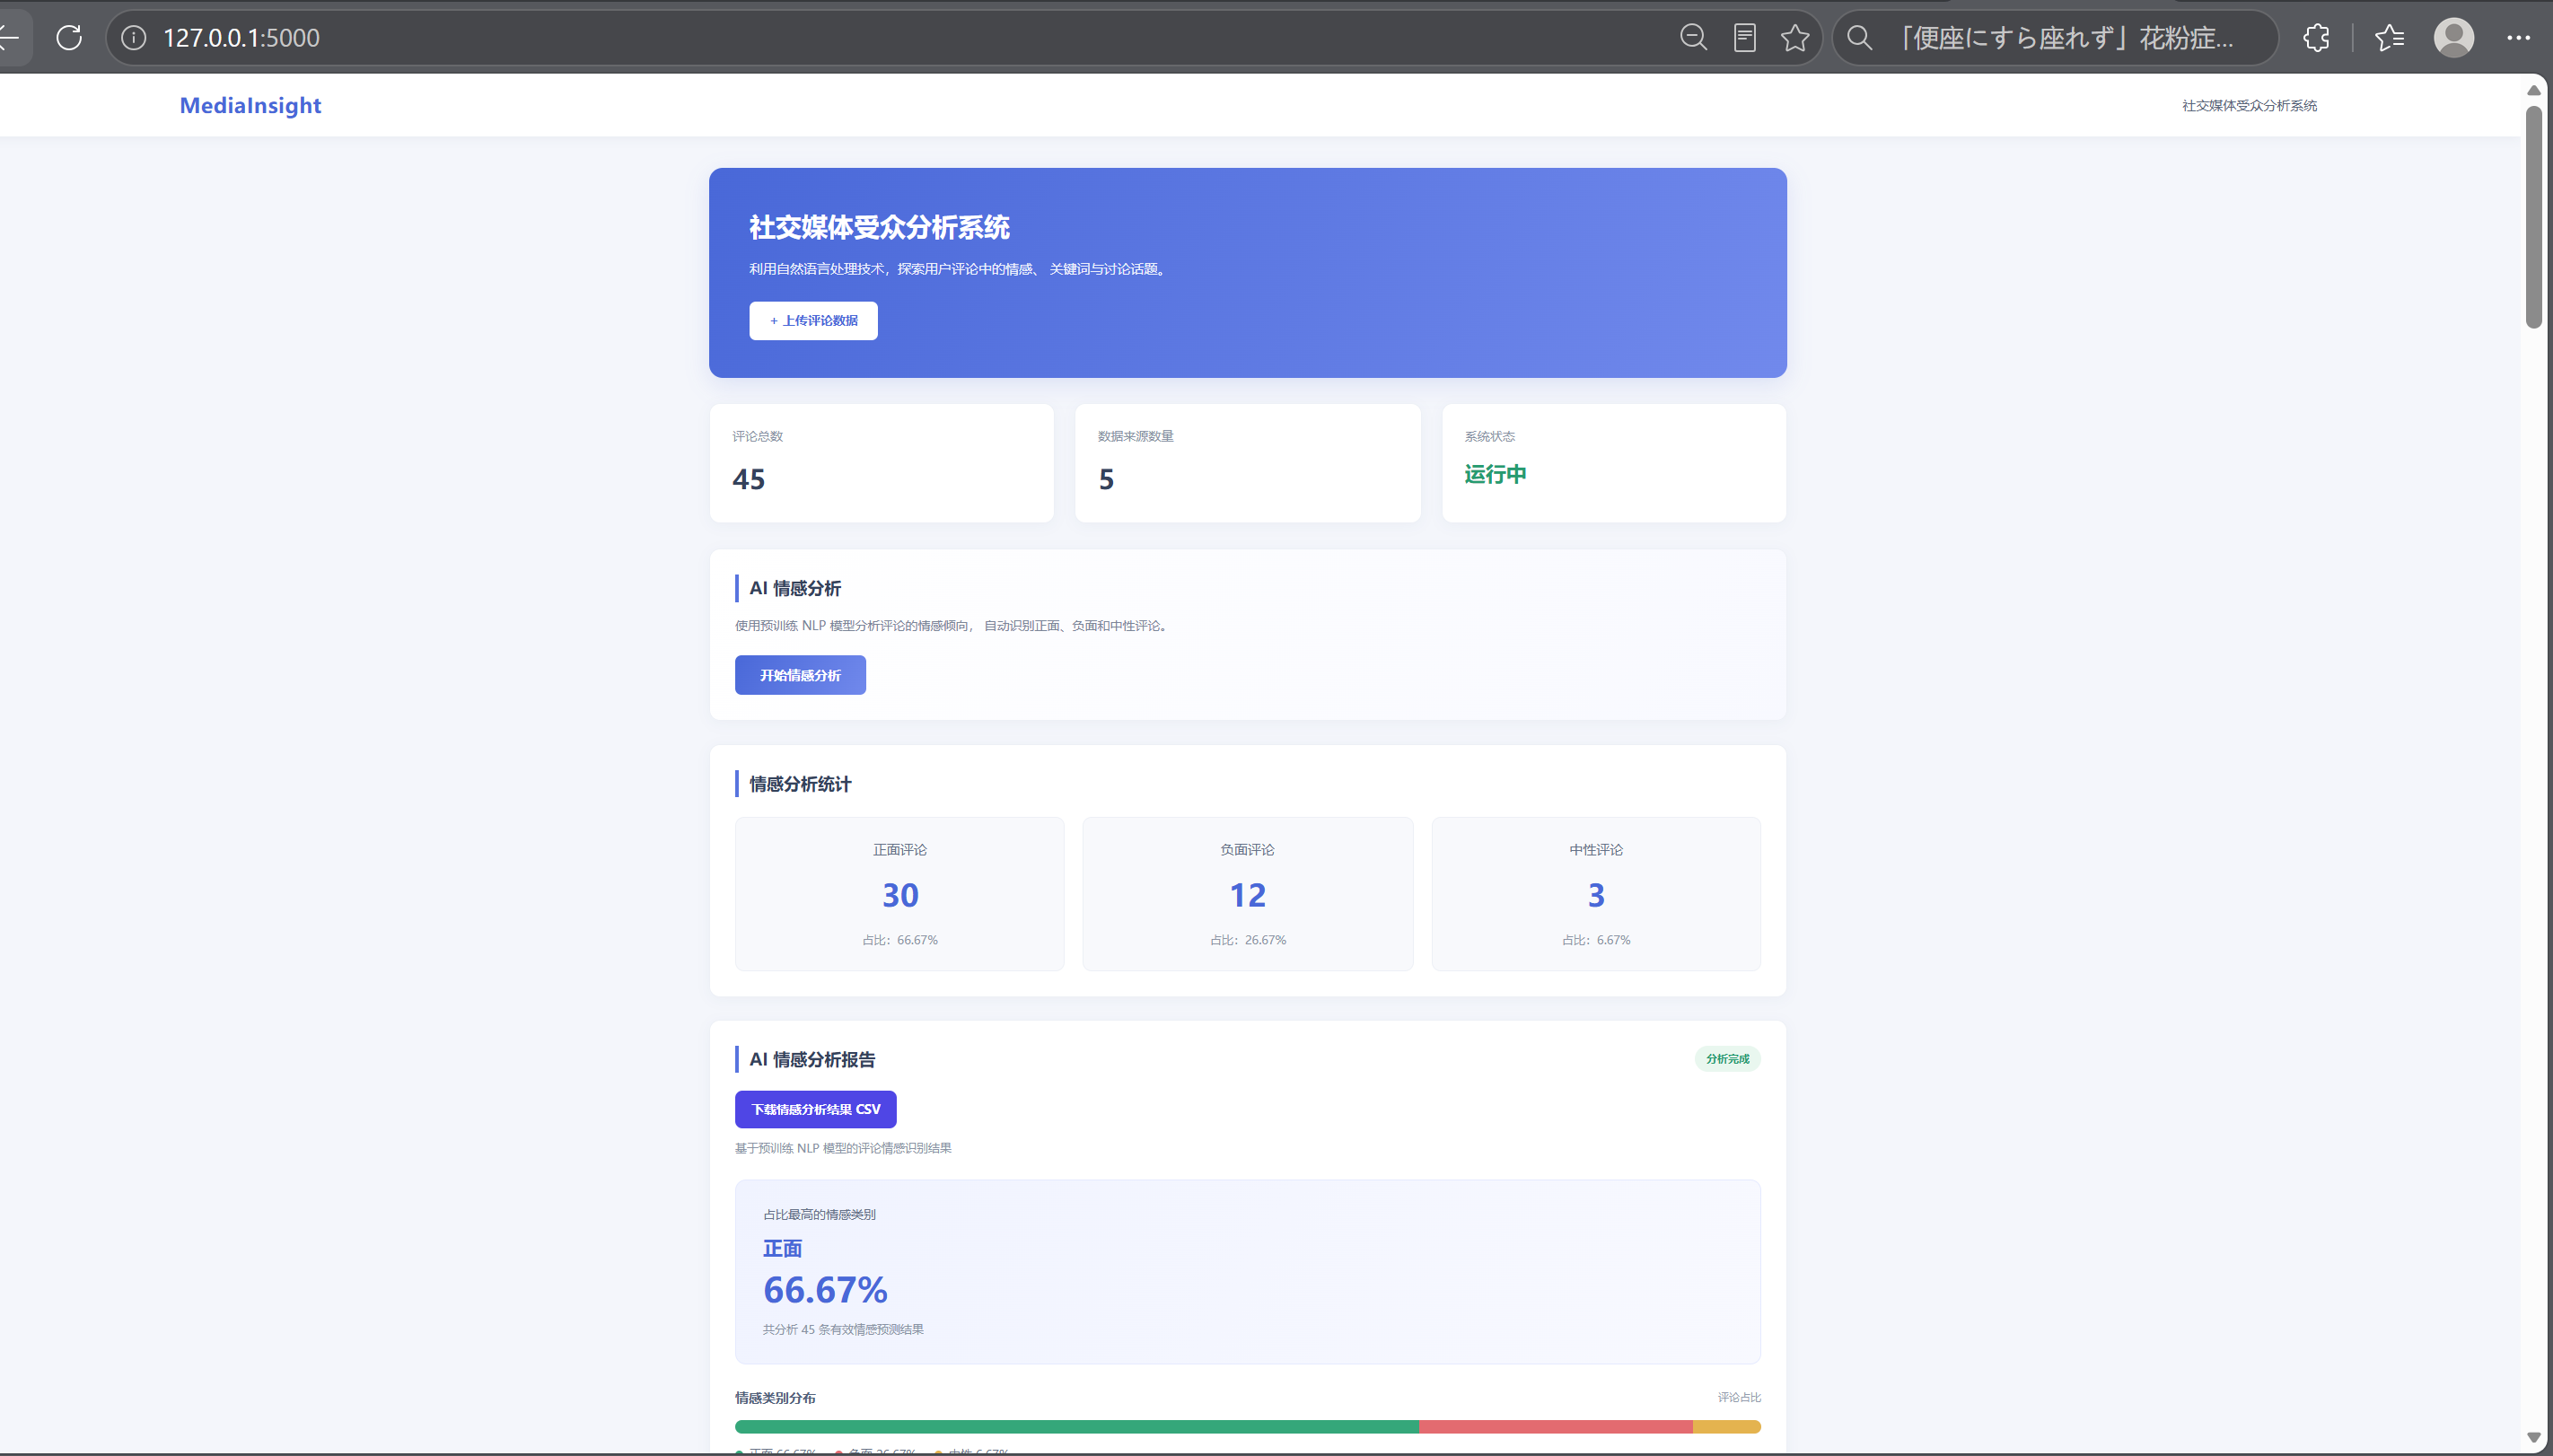 127.0.0.1:5000
「便座にすら座れず」花粉症...
MediaInsight
社交媒体受众分析系统
社交媒体受众分析系统
利用自然语言处理技术，探索用户评论中的情感、 关键词与讨论话题。
+ 上传评论数据
评论总数
45
数据来源数量
5
系统状态
运行中
AI 情感分析
使用预训练 NLP 模型分析评论的情感倾向， 自动识别正面、负面和中性评论。
开始情感分析
情感分析统计
正面评论
30
占比：66.67%
负面评论
12
占比：26.67%
中性评论
3
占比：6.67%
AI 情感分析报告
分析完成
下载情感分析结果 CSV
基于预训练 NLP 模型的评论情感识别结果
占比最高的情感类别
正面
66.67%
共分析 45 条有效情感预测结果
情感类别分布
评论占比
正面 66.67% 负面 26.67% 中性 6.67%